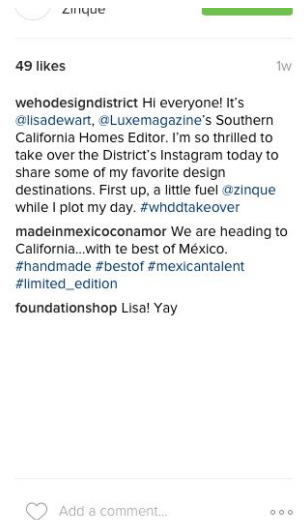 Zinque
49 likes 1w
wehodesigndistrict Hi everyone! It's
@lisadewart, @Luxemagazine's Southern
California Homes Editor. I'm so thrilled to
take over the District's Instagram today to
share some of my favorite design
destinations. First up, a little fuel @zinque
while I plot my day. #whddtakeover
madeinmexicoconamor We are heading to
California...with te best of México.
#handmade #bestof #mexicantalent
#limited_edition
foundationshop Lisa! Yay
Add a comment...